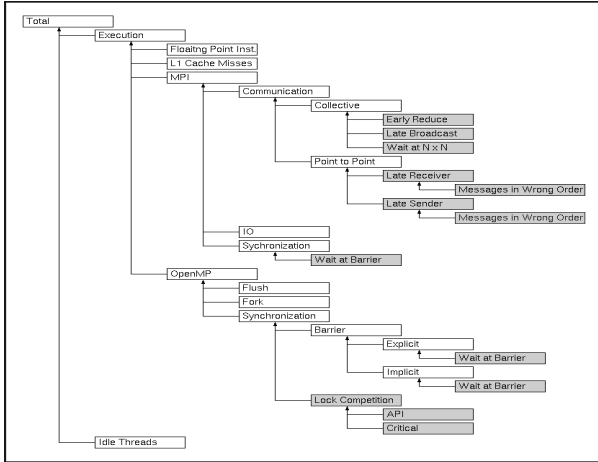 Total
Execution
Floaitng Point Inst.
L1 Cache Misses
MPI
Communication
Collective
Early Reduce
Late Broadcast
Wait at N x N
Point to Point
Late Receiver
Messages in Wrong Order
Late Sender
Messages in Wrong Order
IO
Sychronization
Wait at Barrier
OpenMP
Flush
Fork
Synchronization
Barrier
Explicit
Wait at Barrier
Implicit
Wait at Barrier
Lock Competition
API
Critical
Idle Threads